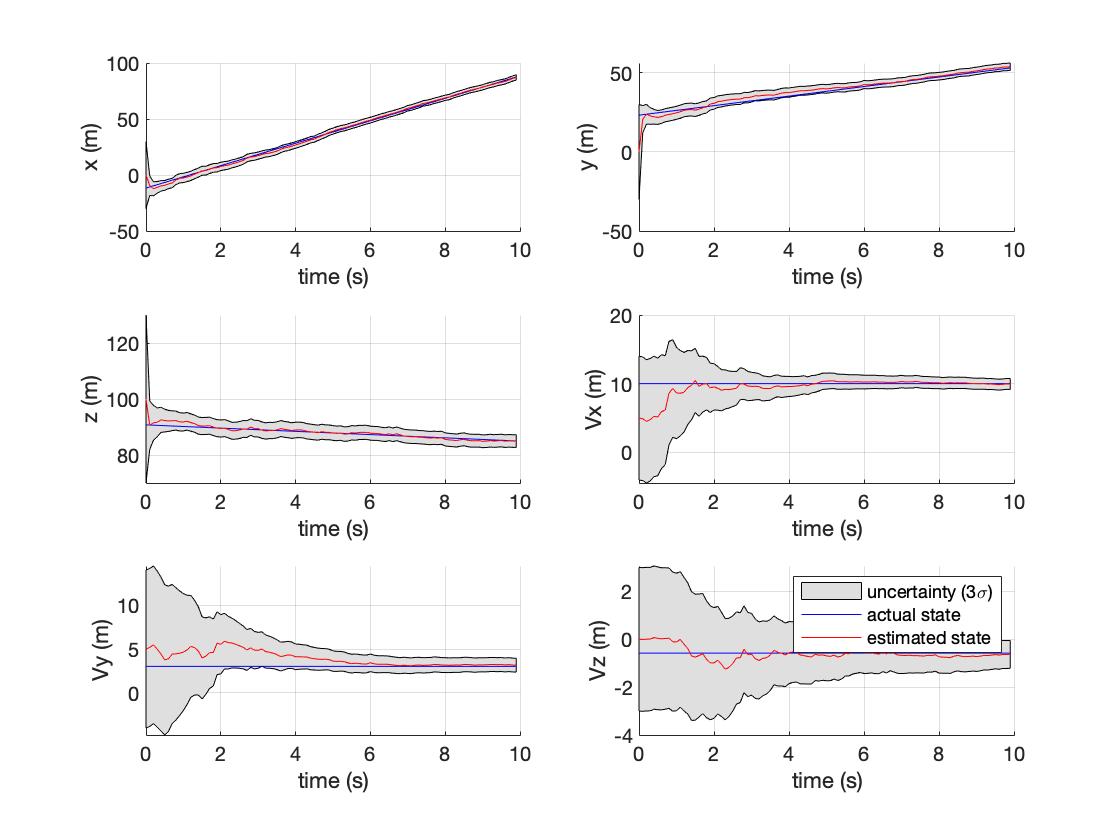 100
50
0
-50
x (m)
0 2 4 6 8 10
time (s)
50
0
-50
y (m)
0 2 4 6 8 10
time (s)
120
100
80
z (m)
0 2 4 6 8 10
time (s)
20
10
0
Vx (m)
0 2 4 6 8 10
time (s)
10
5
0
Vy (m)
0 2 4 6 8 10
time (s)
2
0
-2
-4
Vz (m)
0 2 4 6 8 10
time (s)
uncertainty (3σ)
actual state
estimated state